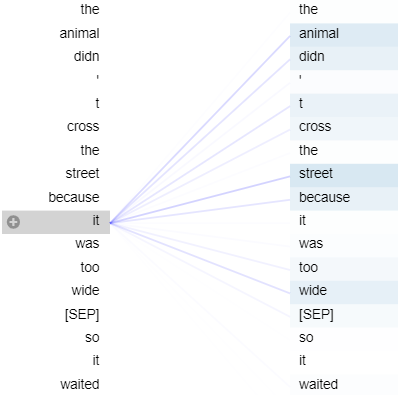 the the
animal animal
didn didn
' '
t t
cross cross
the the
street street
because because
it it
was was
too too
wide wide
[SEP] [SEP]
so so
it it
waited waited